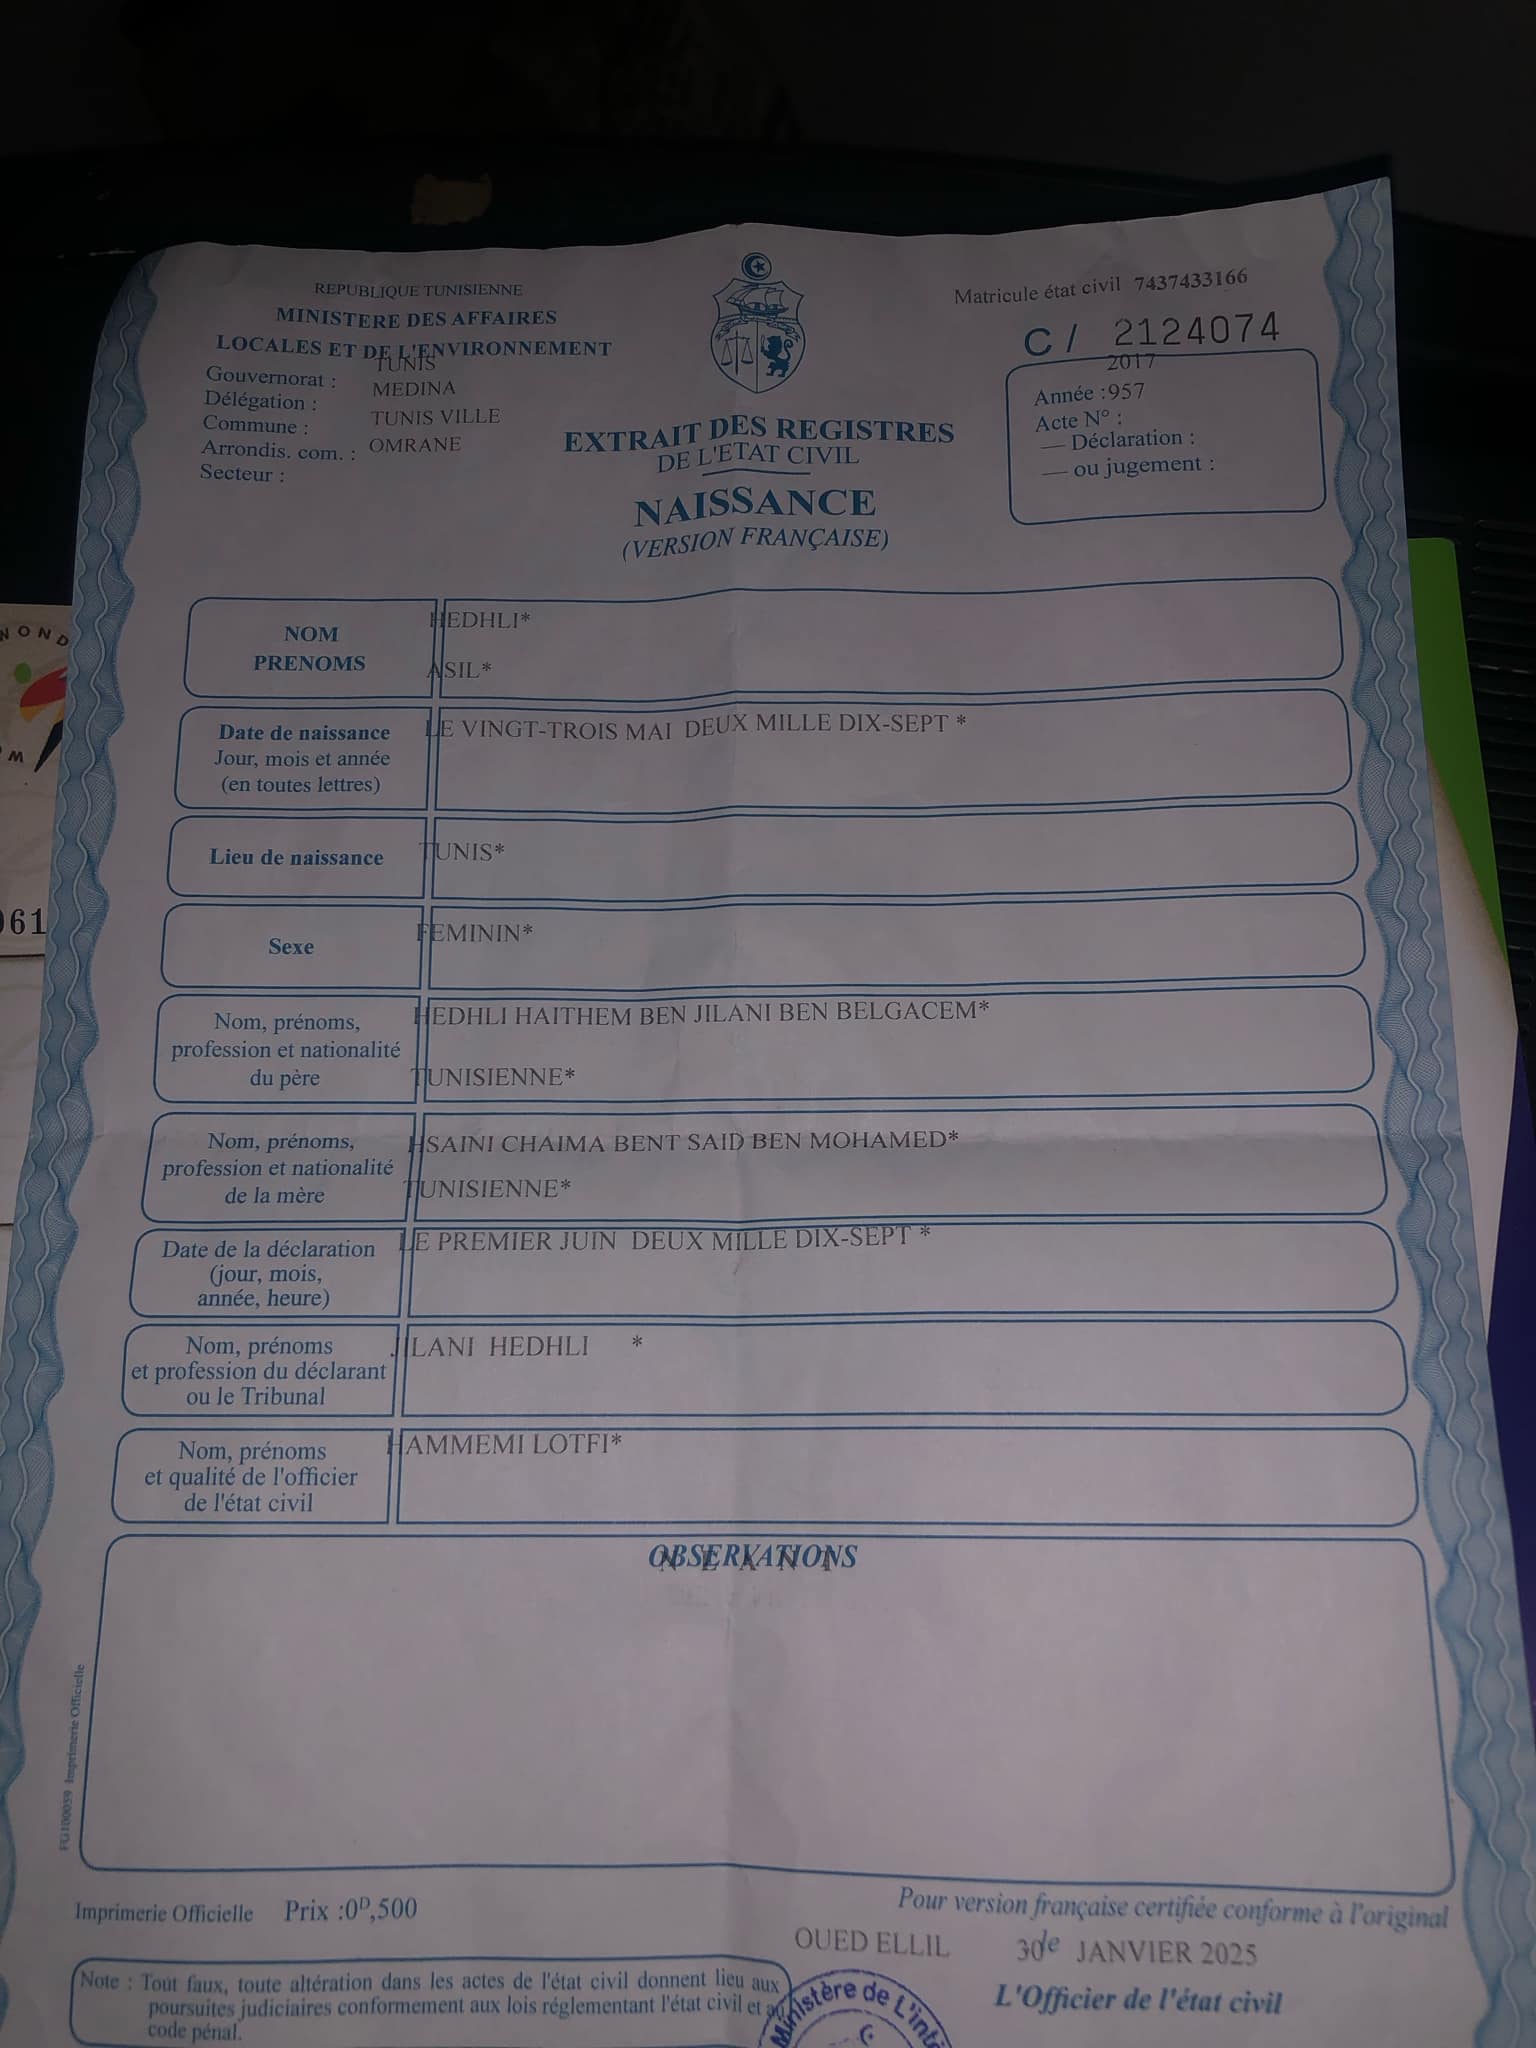 REPUBLIQUE TUNISIENNE
MINISTERE DES AFFAIRES
LOCALES ET DE L'ENVIRONNEMENT
Gouvernorat : TUNIS
Délégation : MEDINA
Commune : TUNIS VILLE
Arrondis. com. : OMRANE
Secteur :
Matricule état civil 7437433166
C/ 2124074
2017
Année :957
Acte N° :
— Déclaration :
— ou jugement :
EXTRAIT DES REGISTRES
DE L'ETAT CIVIL
NAISSANCE
(VERSION FRANÇAISE)
NOM HEDHLI*
PRENOMS ASIL*
Date de naissance LE VINGT-TROIS MAI DEUX MILLE DIX-SEPT *
Jour, mois et année
(en toutes lettres)
Lieu de naissance TUNIS*
Sexe FEMININ*
Nom, prénoms, HEDHLI HAITHEM BEN JILANI BEN BELGACEM*
profession et nationalité
du père TUNISIENNE*
Nom, prénoms, HSAINI CHAIMA BENT SAID BEN MOHAMED*
profession et nationalité
de la mère TUNISIENNE*
Date de la déclaration LE PREMIER JUIN DEUX MILLE DIX-SEPT *
(jour, mois,
année, heure)
Nom, prénoms JILANI HEDHLI *
et profession du déclarant
ou le Tribunal
Nom, prénoms HAMMEMI LOTFI*
et qualité de l'officier
de l'état civil
OBSERVATIONS
N E A N T
FG100059 Imprimerie Officielle
Imprimerie Officielle Prix :0D,500
Pour version française certifiée conforme à l'original
OUED ELLIL 30 le JANVIER 2025
L'Officier de l'état civil
Note : Tout faux, toute altération dans les actes de l'état civil donnent lieu aux
poursuites judiciaires conformement aux lois réglementant l'état civil et au
code pénal.
Ministère de L'inté
WOND
061